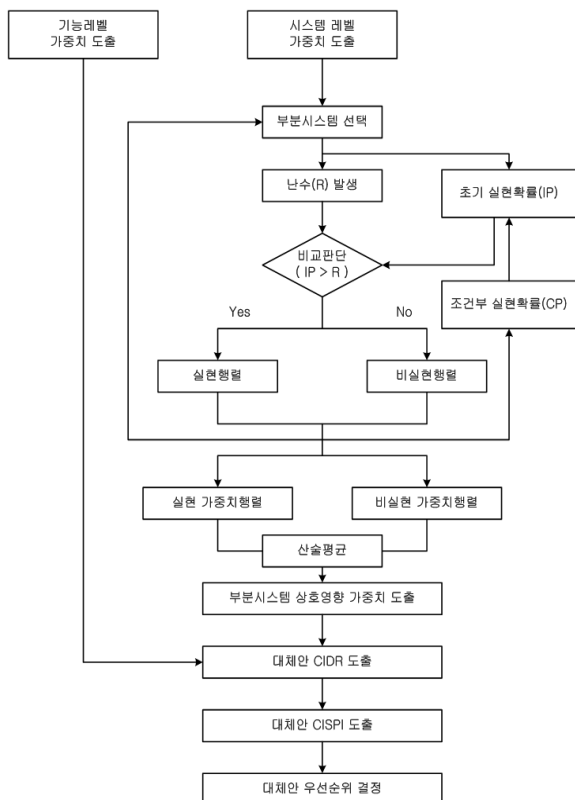 기능레벨
가중치 도출
시스템 레벨
가중치 도출
부분시스템 선택
난수(R) 발생
초기 실현확률(IP)
비교판단
( IP > R )
조건부 실현확률(CP)
Yes
No
실현행렬
비실현행렬
실현 가중치행렬
비실현 가중치행렬
산술평균
부분시스템 상호영향 가중치 도출
대체안 CIDR 도출
대체안 CISPI 도출
대체안 우선순위 결정